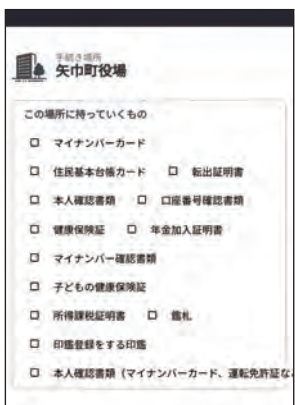 手続き場所
矢巾町役場
この場所に持っていくもの
□ マイナンバーカード
□ 住民基本台帳カード □ 転出証明書
□ 本人確認書類 □ 口座番号確認書類
□ 健康保険証 □ 年金加入証明書
□ マイナンバー確認書類
□ 子どもの健康保険証
□ 所得課税証明書 □ 鑑札
□ 印鑑登録をする印鑑
□ 本人確認書類（マイナンバーカード、運転免許証な